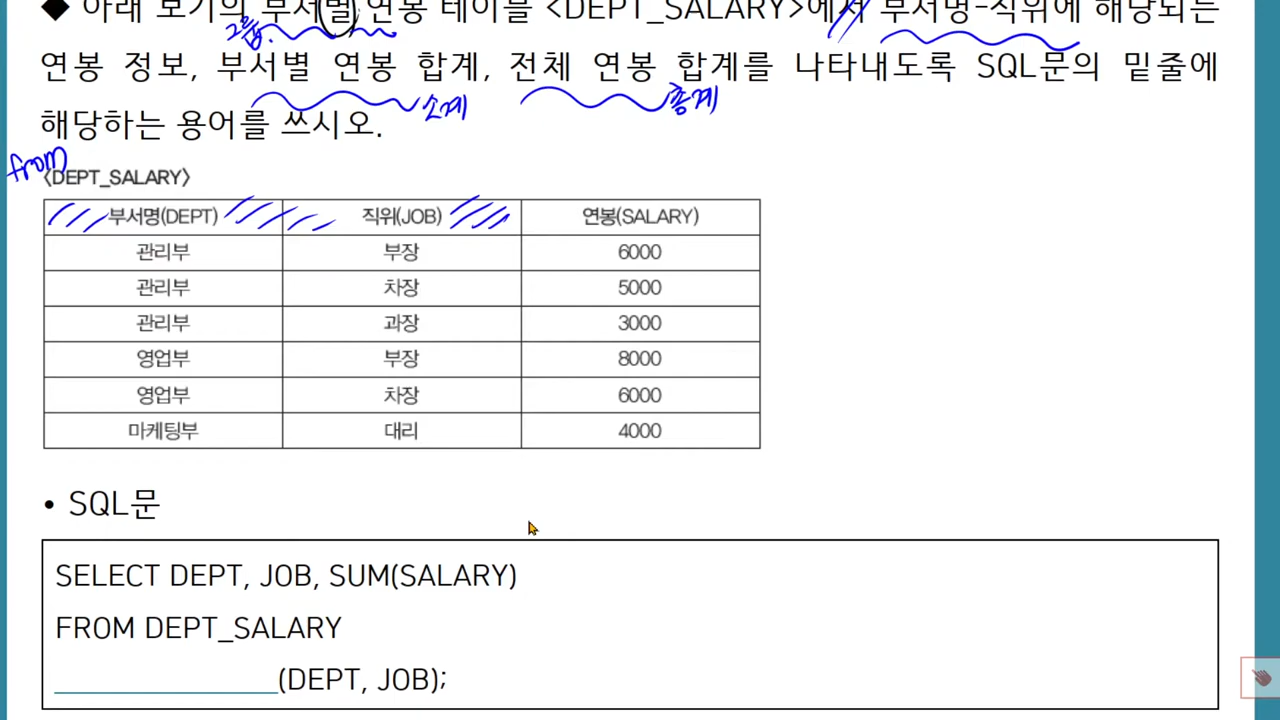 ◆ 아래 보기의 부서별 연봉 테이블 <DEPT_SALARY>에서 부서명-직위에 해당되는
그룹.
연봉 정보, 부서별 연봉 합계, 전체 연봉 합계를 나타내도록 SQL문의 밑줄에
소계 총계
해당하는 용어를 쓰시오.
from
<DEPT_SALARY>
부서명(DEPT) 직위(JOB) 연봉(SALARY)
관리부 부장 6000
관리부 차장 5000
관리부 과장 3000
영업부 부장 8000
영업부 차장 6000
마케팅부 대리 4000
• SQL문
SELECT DEPT, JOB, SUM(SALARY)
FROM DEPT_SALARY
(DEPT, JOB);